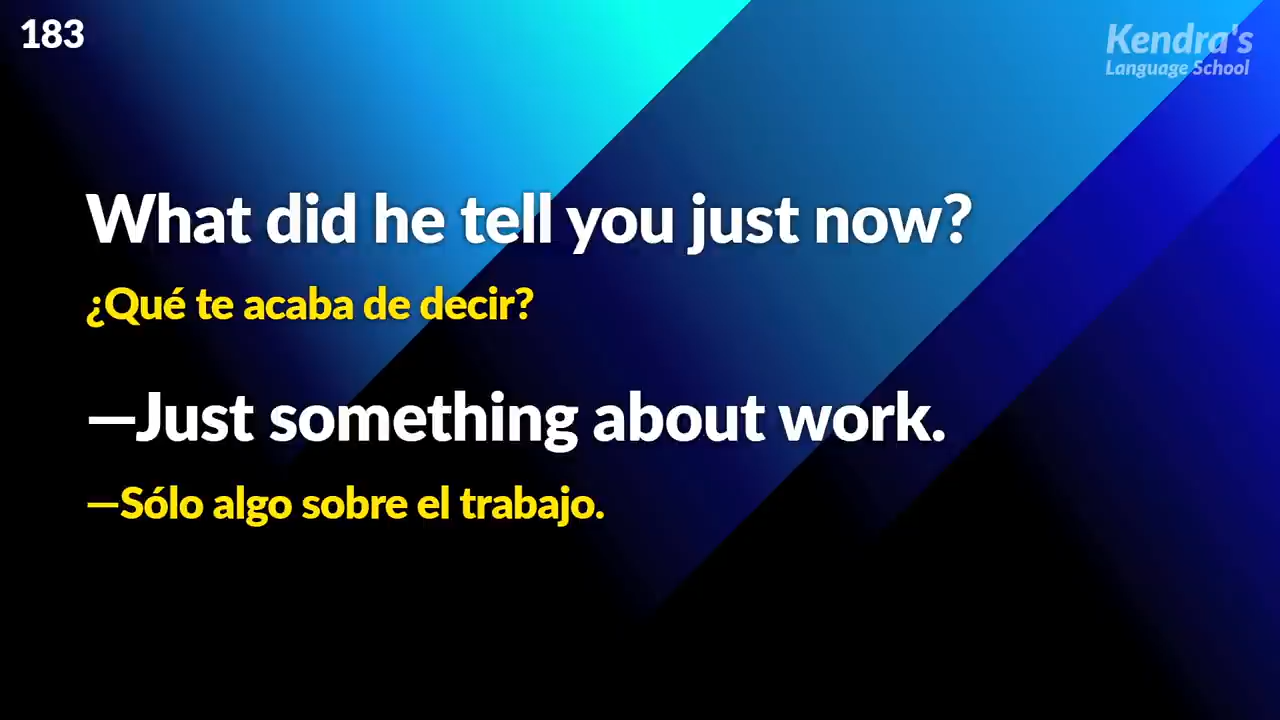 183
Kendra's
Language School
What did he tell you just now?
¿Qué te acaba de decir?
—Just something about work.
—Sólo algo sobre el trabajo.